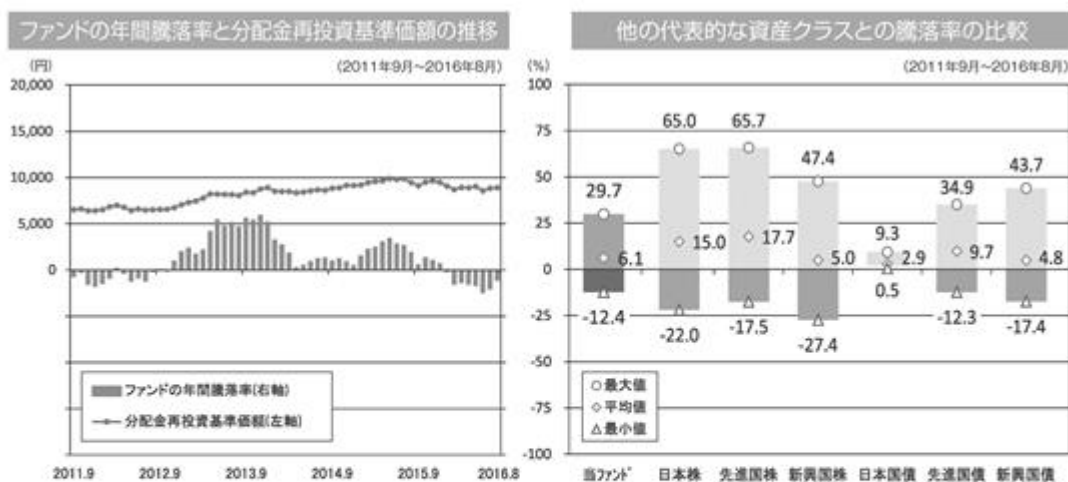 ファンドの年間騰落率と分配金再投資基準価額の推移
(円)
(2011年9月~2016年8月)
20,000
15,000
10,000
5,000
0
ファンドの年間騰落率(右軸)
分配金再投資基準価額(左軸)
2011.9 2012.9 2013.9 2014.9 2015.9 2016.8
他の代表的な資産クラスとの騰落率の比較
(%)
(2011年9月~2016年8月)
100
75
50
25
0
-25
-50
-75
-100
29.7 65.0 65.7 47.4 9.3 34.9 43.7
6.1 15.0 17.7 5.0 2.9 9.7 4.8
-12.4 -22.0 -17.5 -27.4 0.5 -12.3 -17.4
最大値
平均値
最小値
当ファンド 日本株 先進国株 新興国株 日本国債 先進国債 新興国債